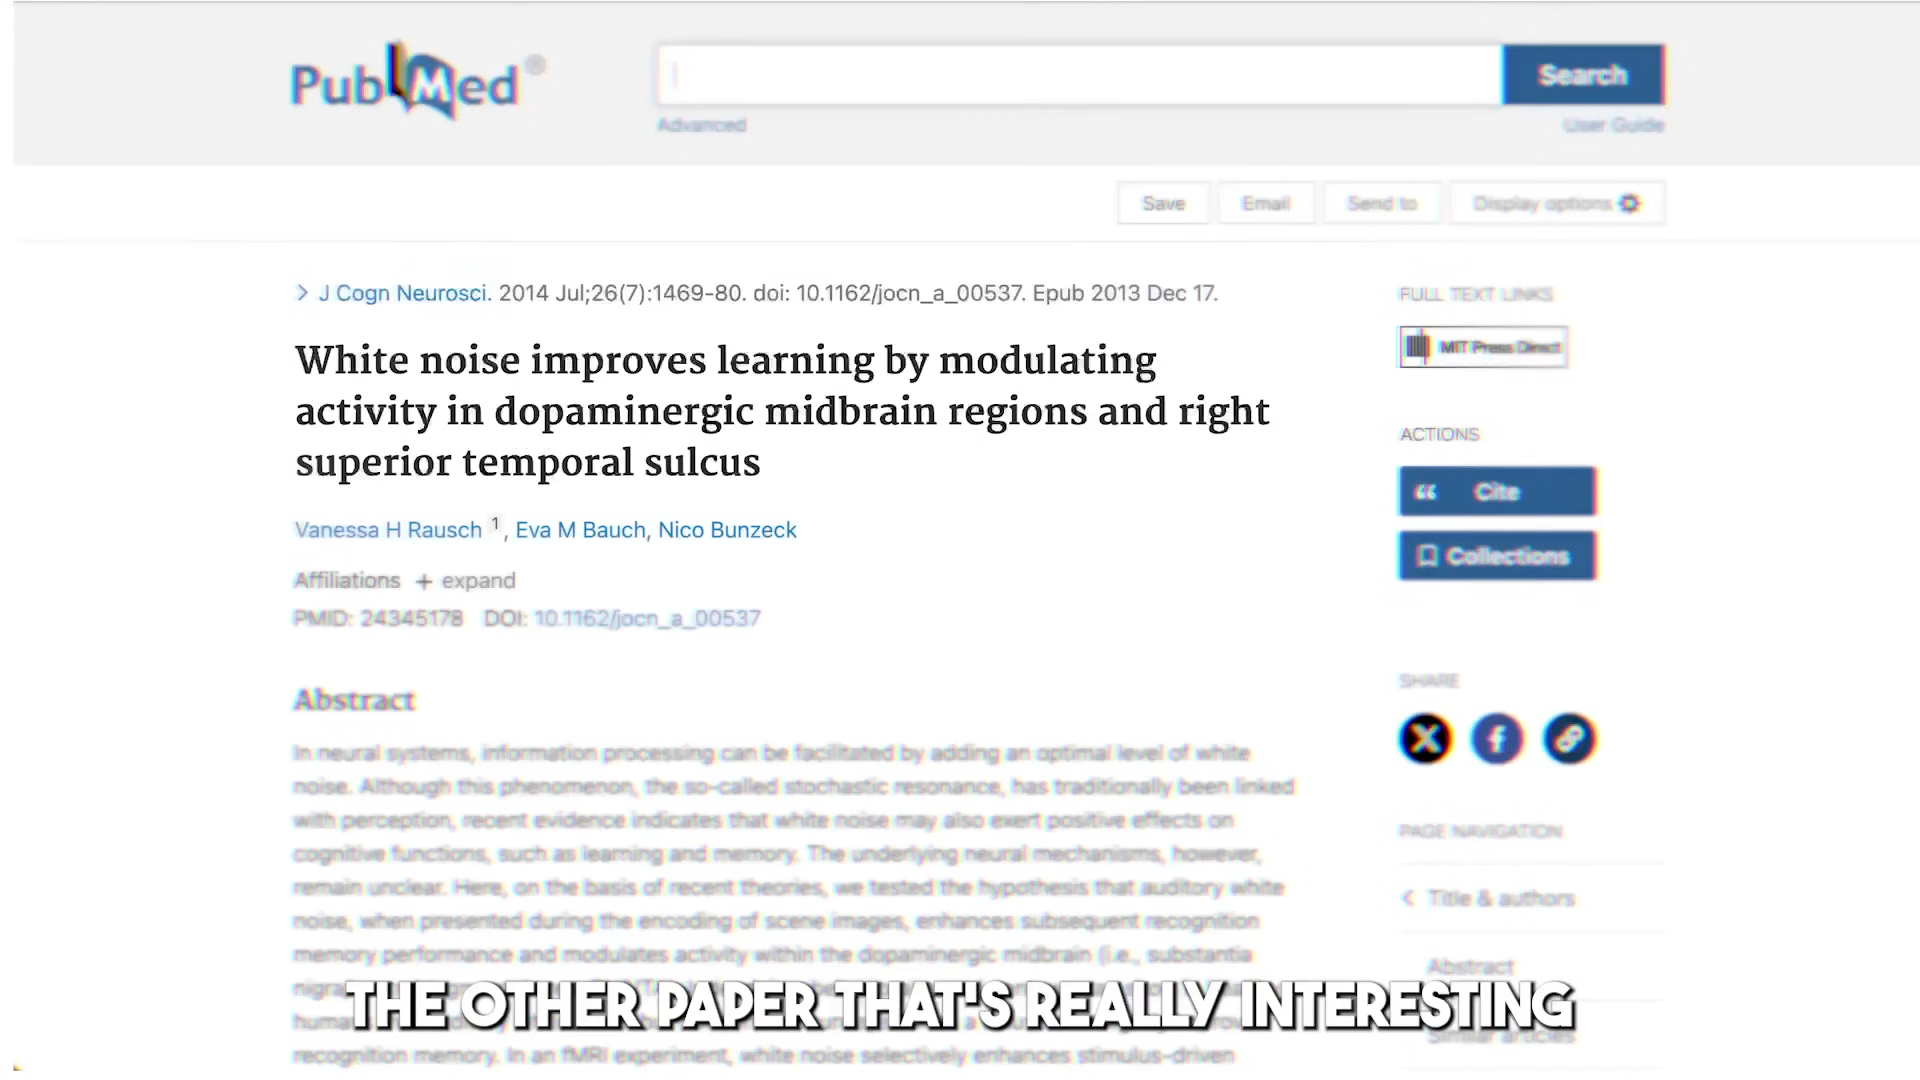 PubMed®
Search
Advanced
User Guide
Save
Email
Send to
Display options
J Cogn Neurosci. 2014 Jul;26(7):1469-80. doi: 10.1162/jocn_a_00537. Epub 2013 Dec 17.
White noise improves learning by modulating
activity in dopaminergic midbrain regions and right
superior temporal sulcus
Vanessa H Rausch 1, Eva M Bauch, Nico Bunzeck
Affiliations + expand
PMID: 24345178 DOI: 10.1162/jocn_a_00537
Abstract
In neural systems, information processing can be facilitated by adding an optimal level of white
noise. Although this phenomenon, the so-called stochastic resonance, has traditionally been linked
with perception, recent evidence indicates that white noise may also exert positive effects on
cognitive functions, such as learning and memory. The underlying neural mechanisms, however,
remain unclear. Here, on the basis of recent theories, we tested the hypothesis that auditory white
noise, when presented during the encoding of scene images, enhances subsequent recognition
memory performance and modulates activity within the dopaminergic midbrain (i.e., substantia
recognition memory. In an fMRI experiment, white noise selectively enhances stimulus-driven
THE OTHER PAPER THAT'S REALLY INTERESTING
FULL TEXT LINKS
MIT Press Direct
ACTIONS
Cite
Collections
SHARE
PAGE NAVIGATION
Title & authors
Abstract
Similar articles